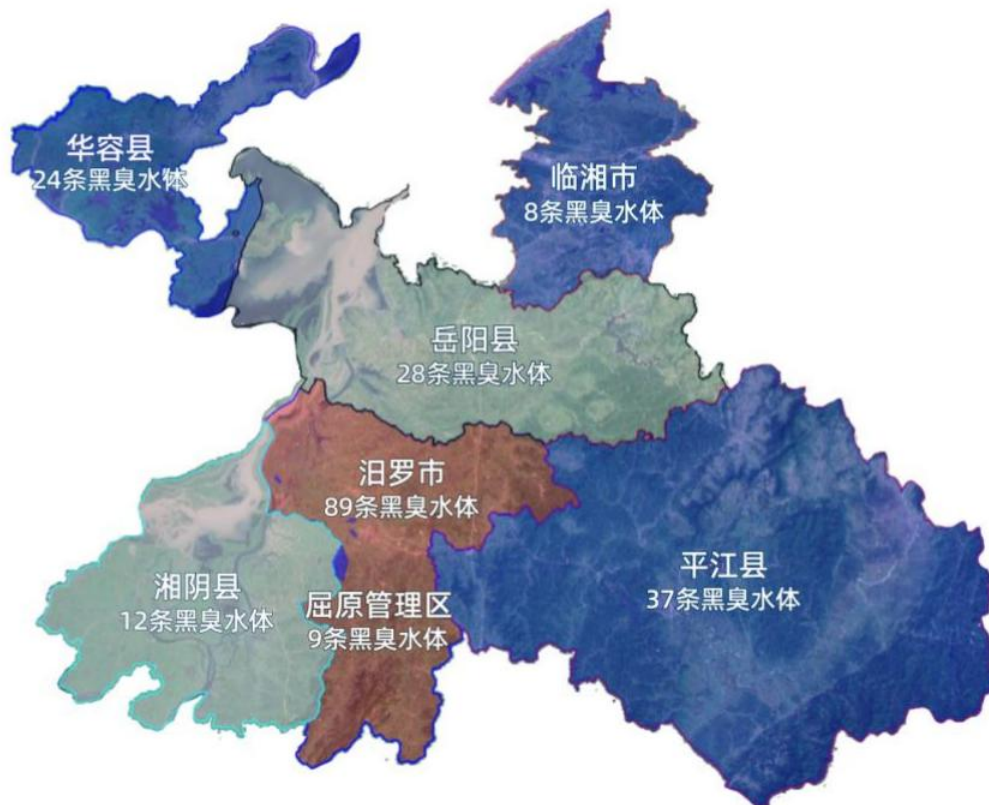 华容县
24条黑臭水体
临湘市
8条黑臭水体
岳阳县
28条黑臭水体
汨罗市
89条黑臭水体
湘阴县
12条黑臭水体
屈原管理区
9条黑臭水体
平江县
37条黑臭水体